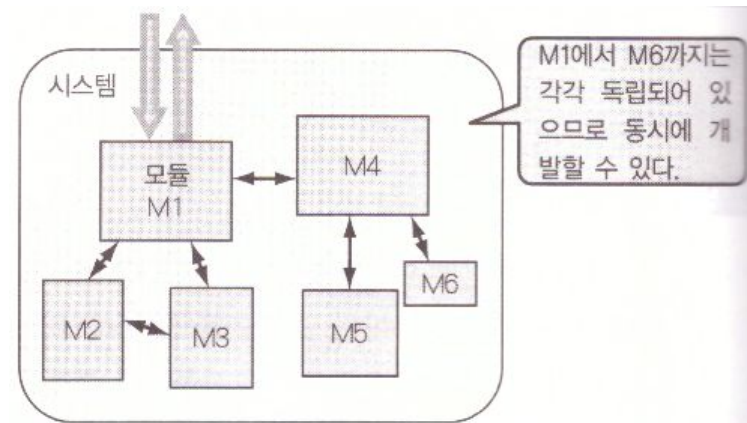 시스템
M1에서 M6까지는
각각 독립되어 있
으므로 동시에 개
발할 수 있다.
모듈
M1
M4
M2
M3
M5
M6